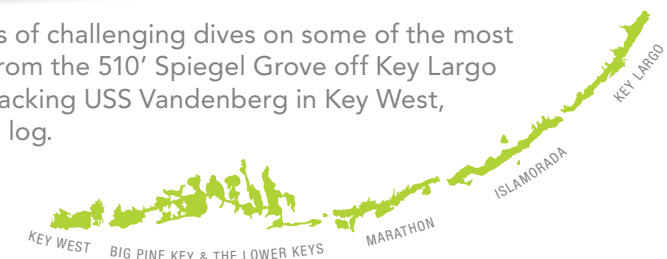 s of challenging dives on some of the most
rom the 510’ Spiegel Grove off Key Largo
acking USS Vandenberg in Key West,
log.
KEY LARGO
ISLAMORADA
MARATHON
KEY WEST
BIG PINE KEY & THE LOWER KEYS